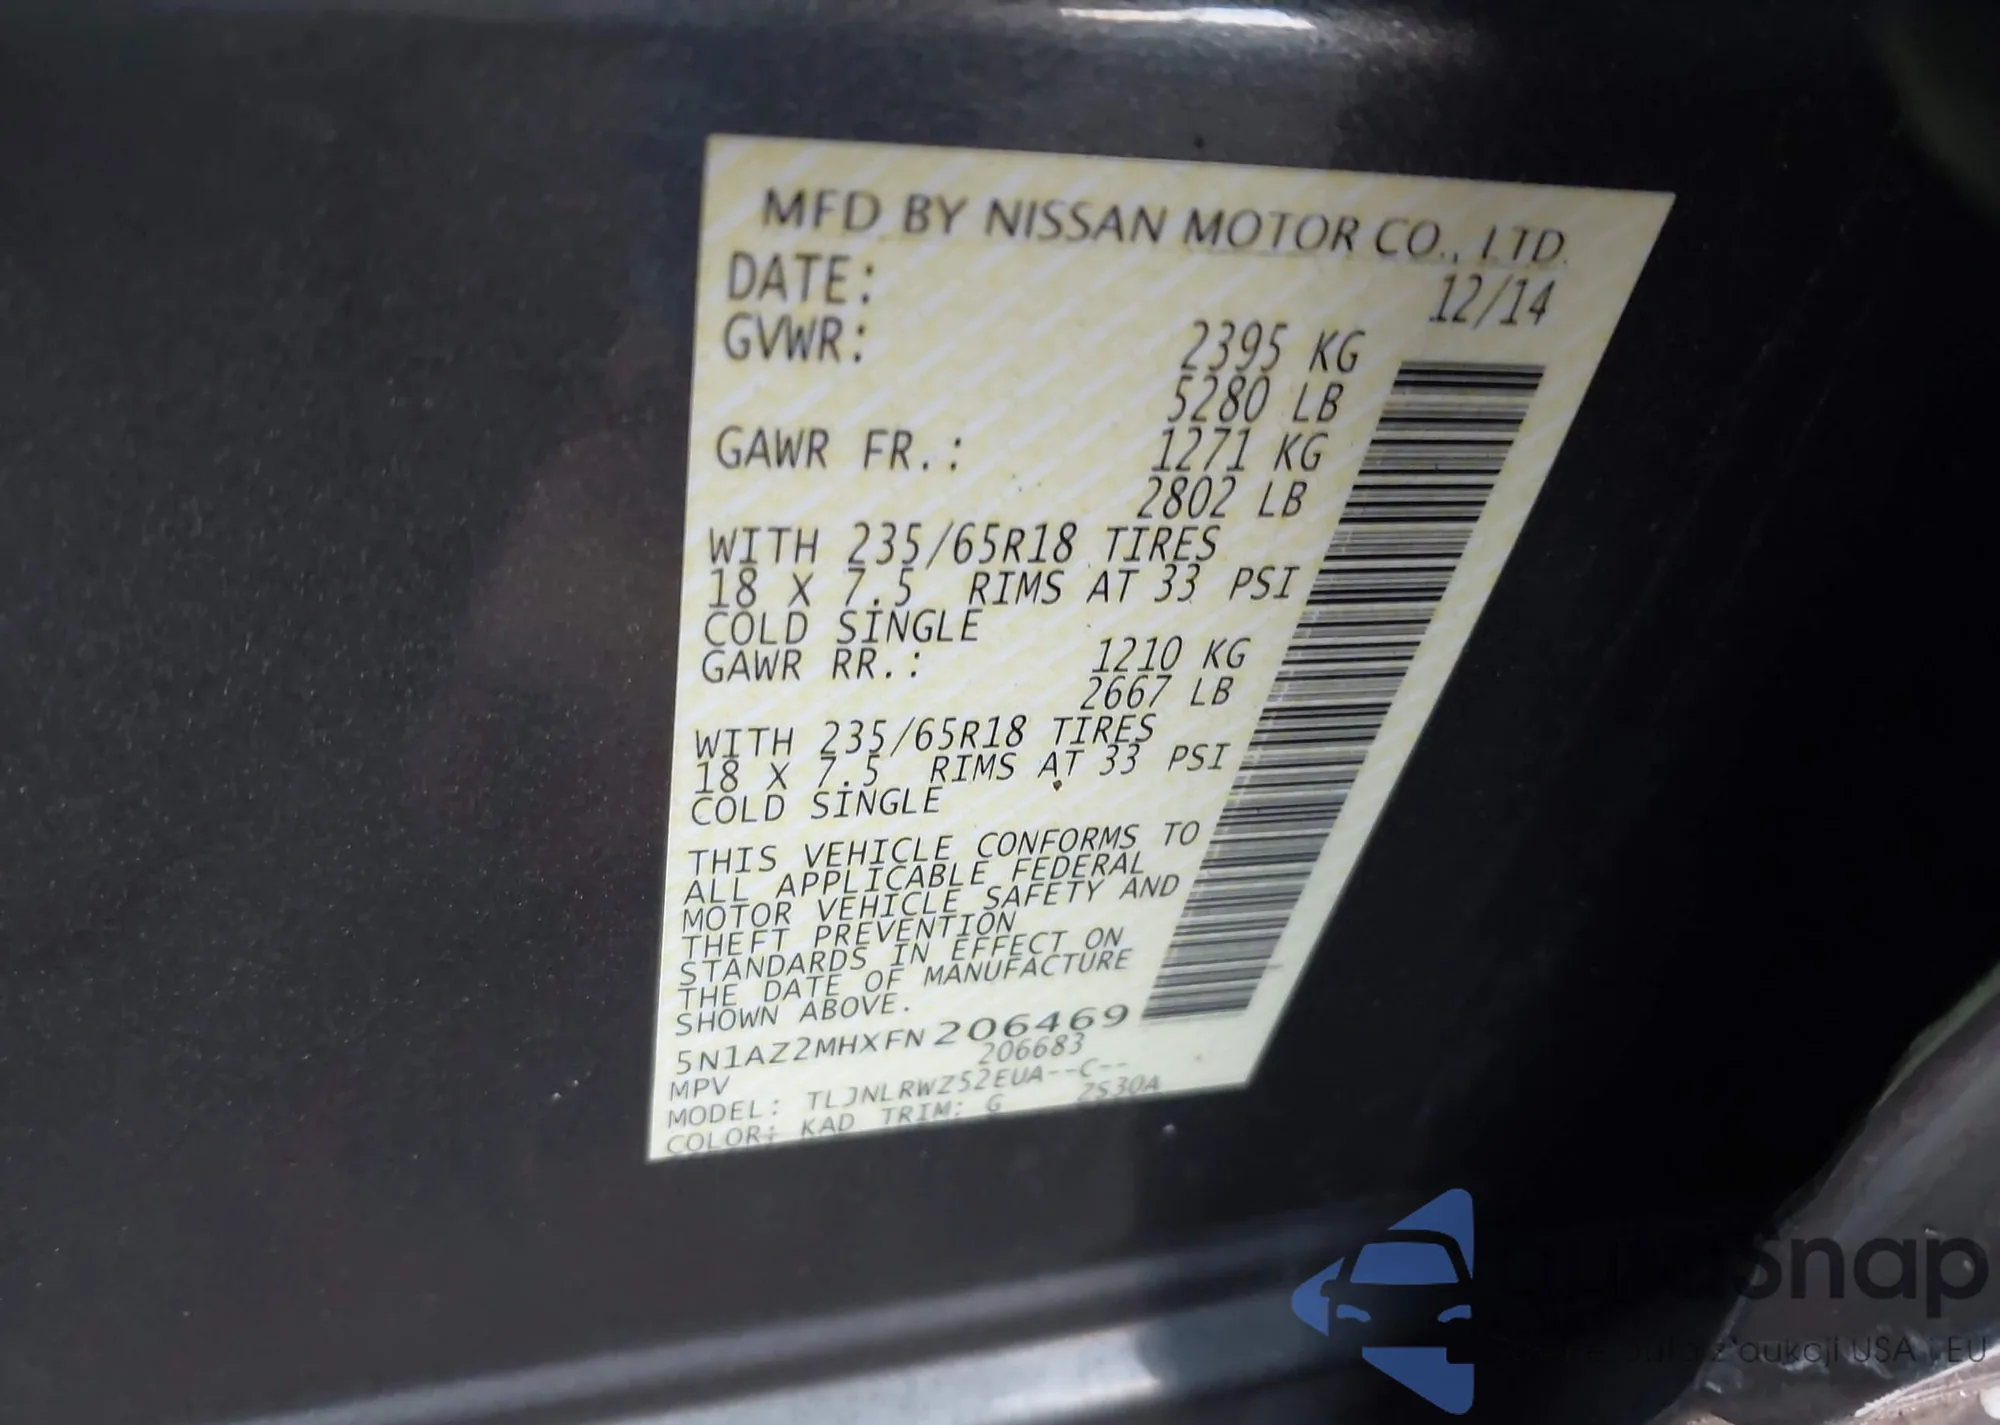 MFD BY NISSAN MOTOR CO., LTD.
DATE: 12/14
GVWR: 2395 KG
5280 LB
GAWR FR.: 1271 KG
2802 LB
WITH 235/65R18 TIRES
18 X 7.5 RIMS AT 33 PSI
COLD SINGLE
GAWR RR.: 1210 KG
2667 LB
WITH 235/65R18 TIRES
18 X 7.5 RIMS AT 33 PSI
COLD SINGLE
THIS VEHICLE CONFORMS TO
ALL APPLICABLE FEDERAL
MOTOR VEHICLE SAFETY AND
THEFT PREVENTION
STANDARDS IN EFFECT ON
THE DATE OF MANUFACTURE
SHOWN ABOVE.
5N1AZ2MHXFN206469
MPV 206683
MODEL: TLJNLRWZ52EUA--C--
COLOR: KAD TRIM: G ZS30A
z aukcji USA i EU